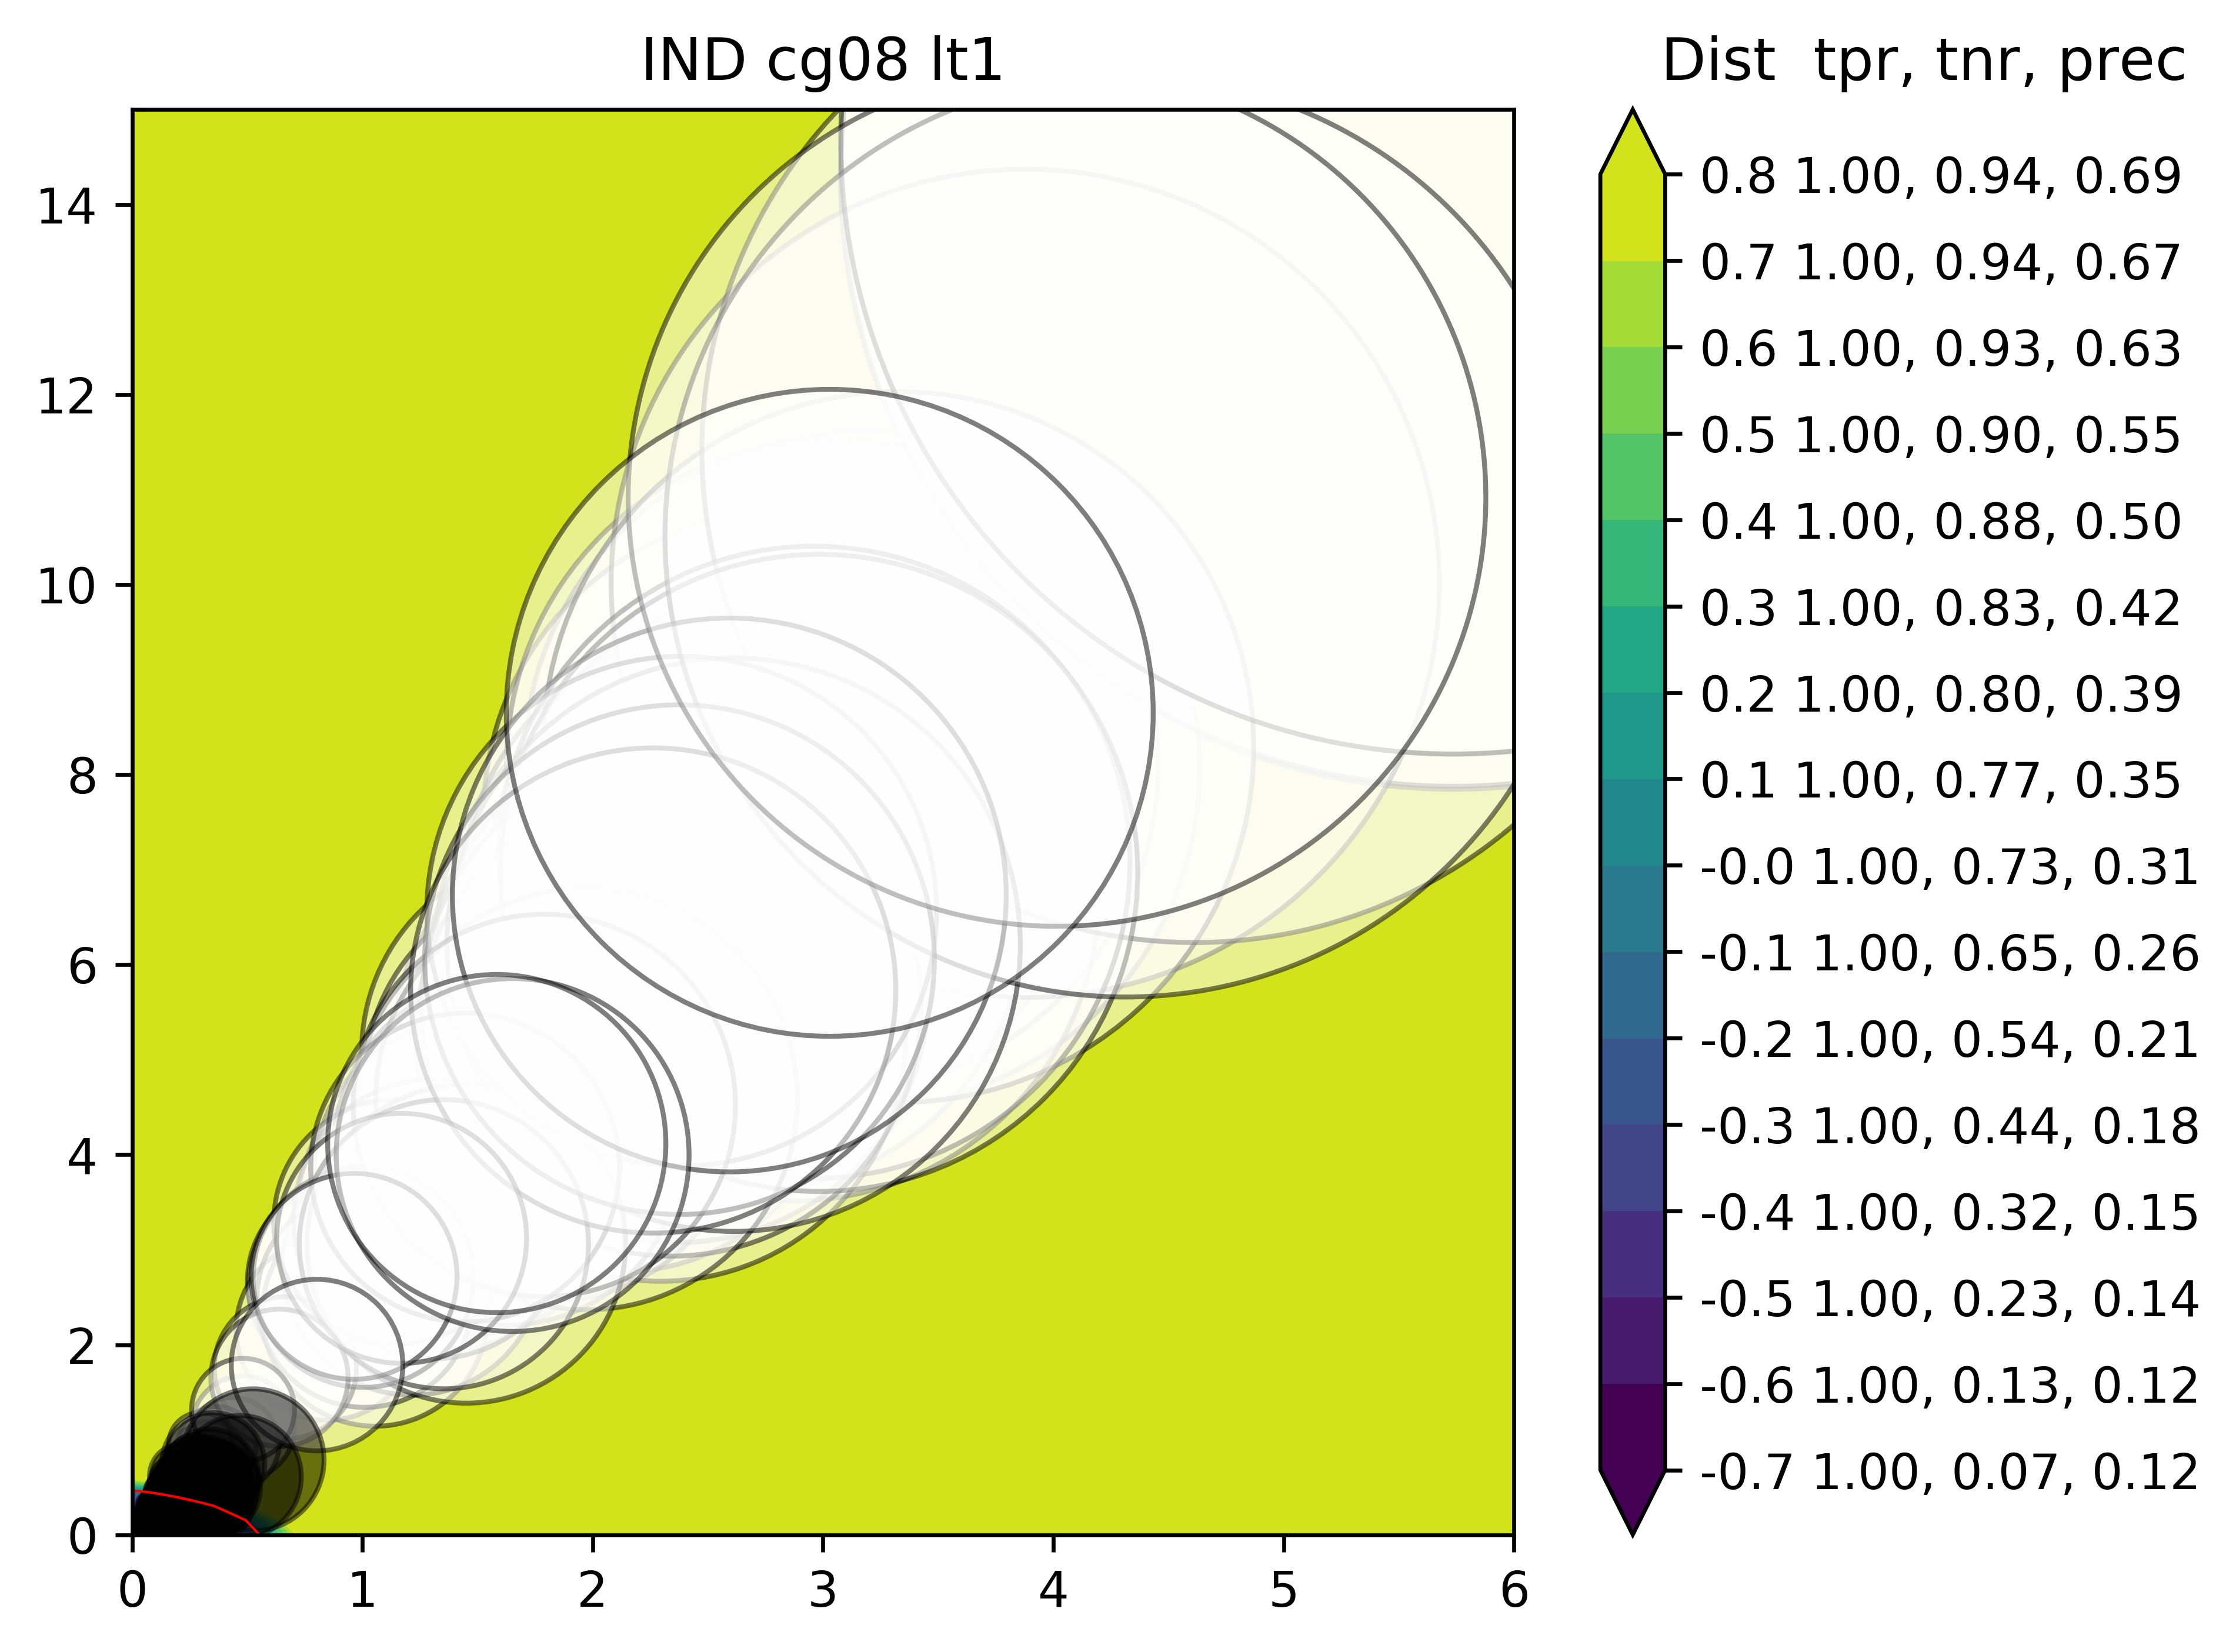 IND cg08 lt1
Dist tpr, tnr, prec
14
12
10
8
6
4
2
0
0 1 2 3 4 5 6
0.8 1.00, 0.94, 0.69
0.7 1.00, 0.94, 0.67
0.6 1.00, 0.93, 0.63
0.5 1.00, 0.90, 0.55
0.4 1.00, 0.88, 0.50
0.3 1.00, 0.83, 0.42
0.2 1.00, 0.80, 0.39
0.1 1.00, 0.77, 0.35
-0.0 1.00, 0.73, 0.31
-0.1 1.00, 0.65, 0.26
-0.2 1.00, 0.54, 0.21
-0.3 1.00, 0.44, 0.18
-0.4 1.00, 0.32, 0.15
-0.5 1.00, 0.23, 0.14
-0.6 1.00, 0.13, 0.12
-0.7 1.00, 0.07, 0.12